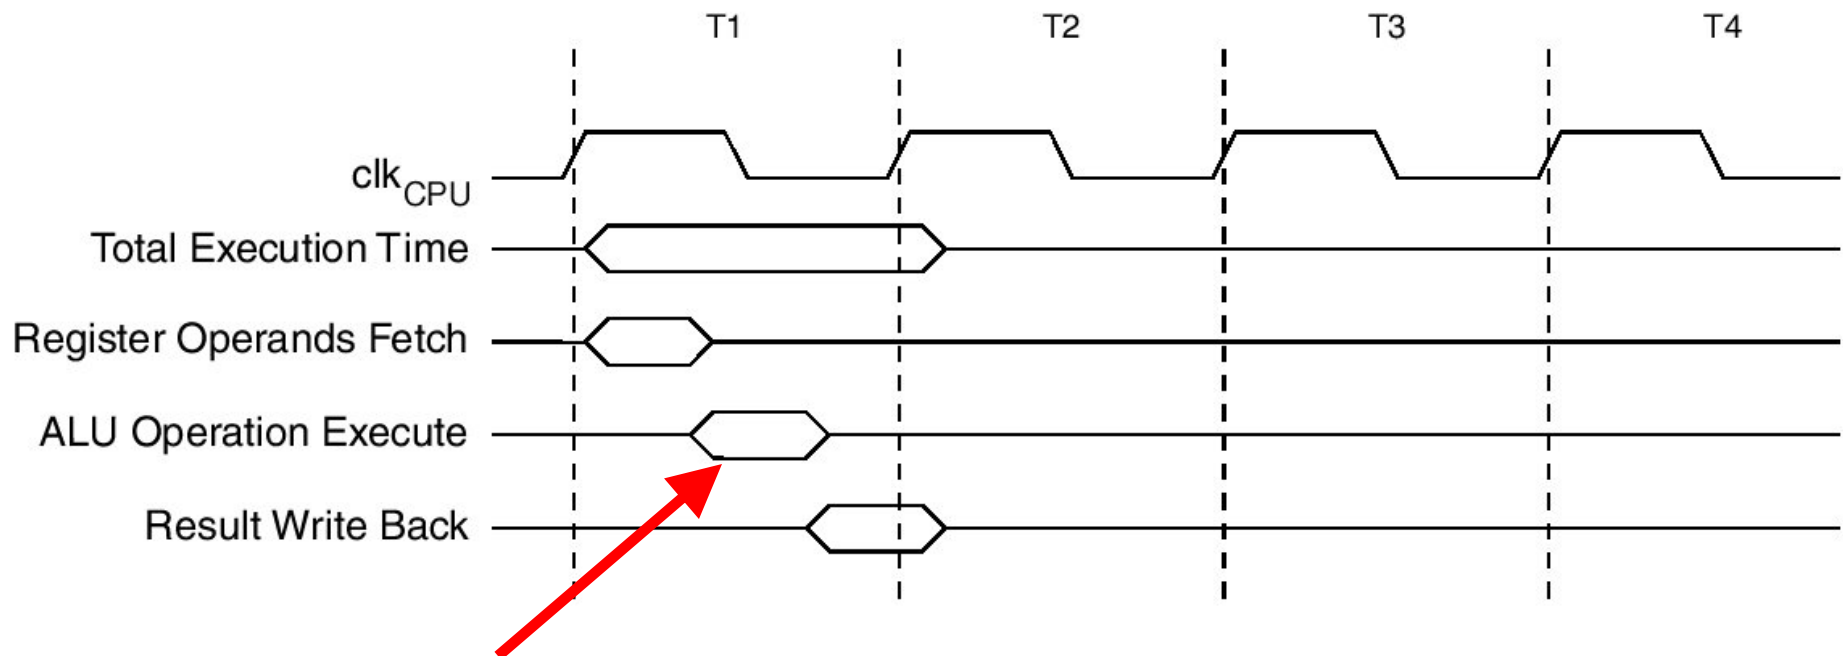 T1 T2 T3 T4
clkCPU
Total Execution Time
Register Operands Fetch
ALU Operation Execute
Result Write Back